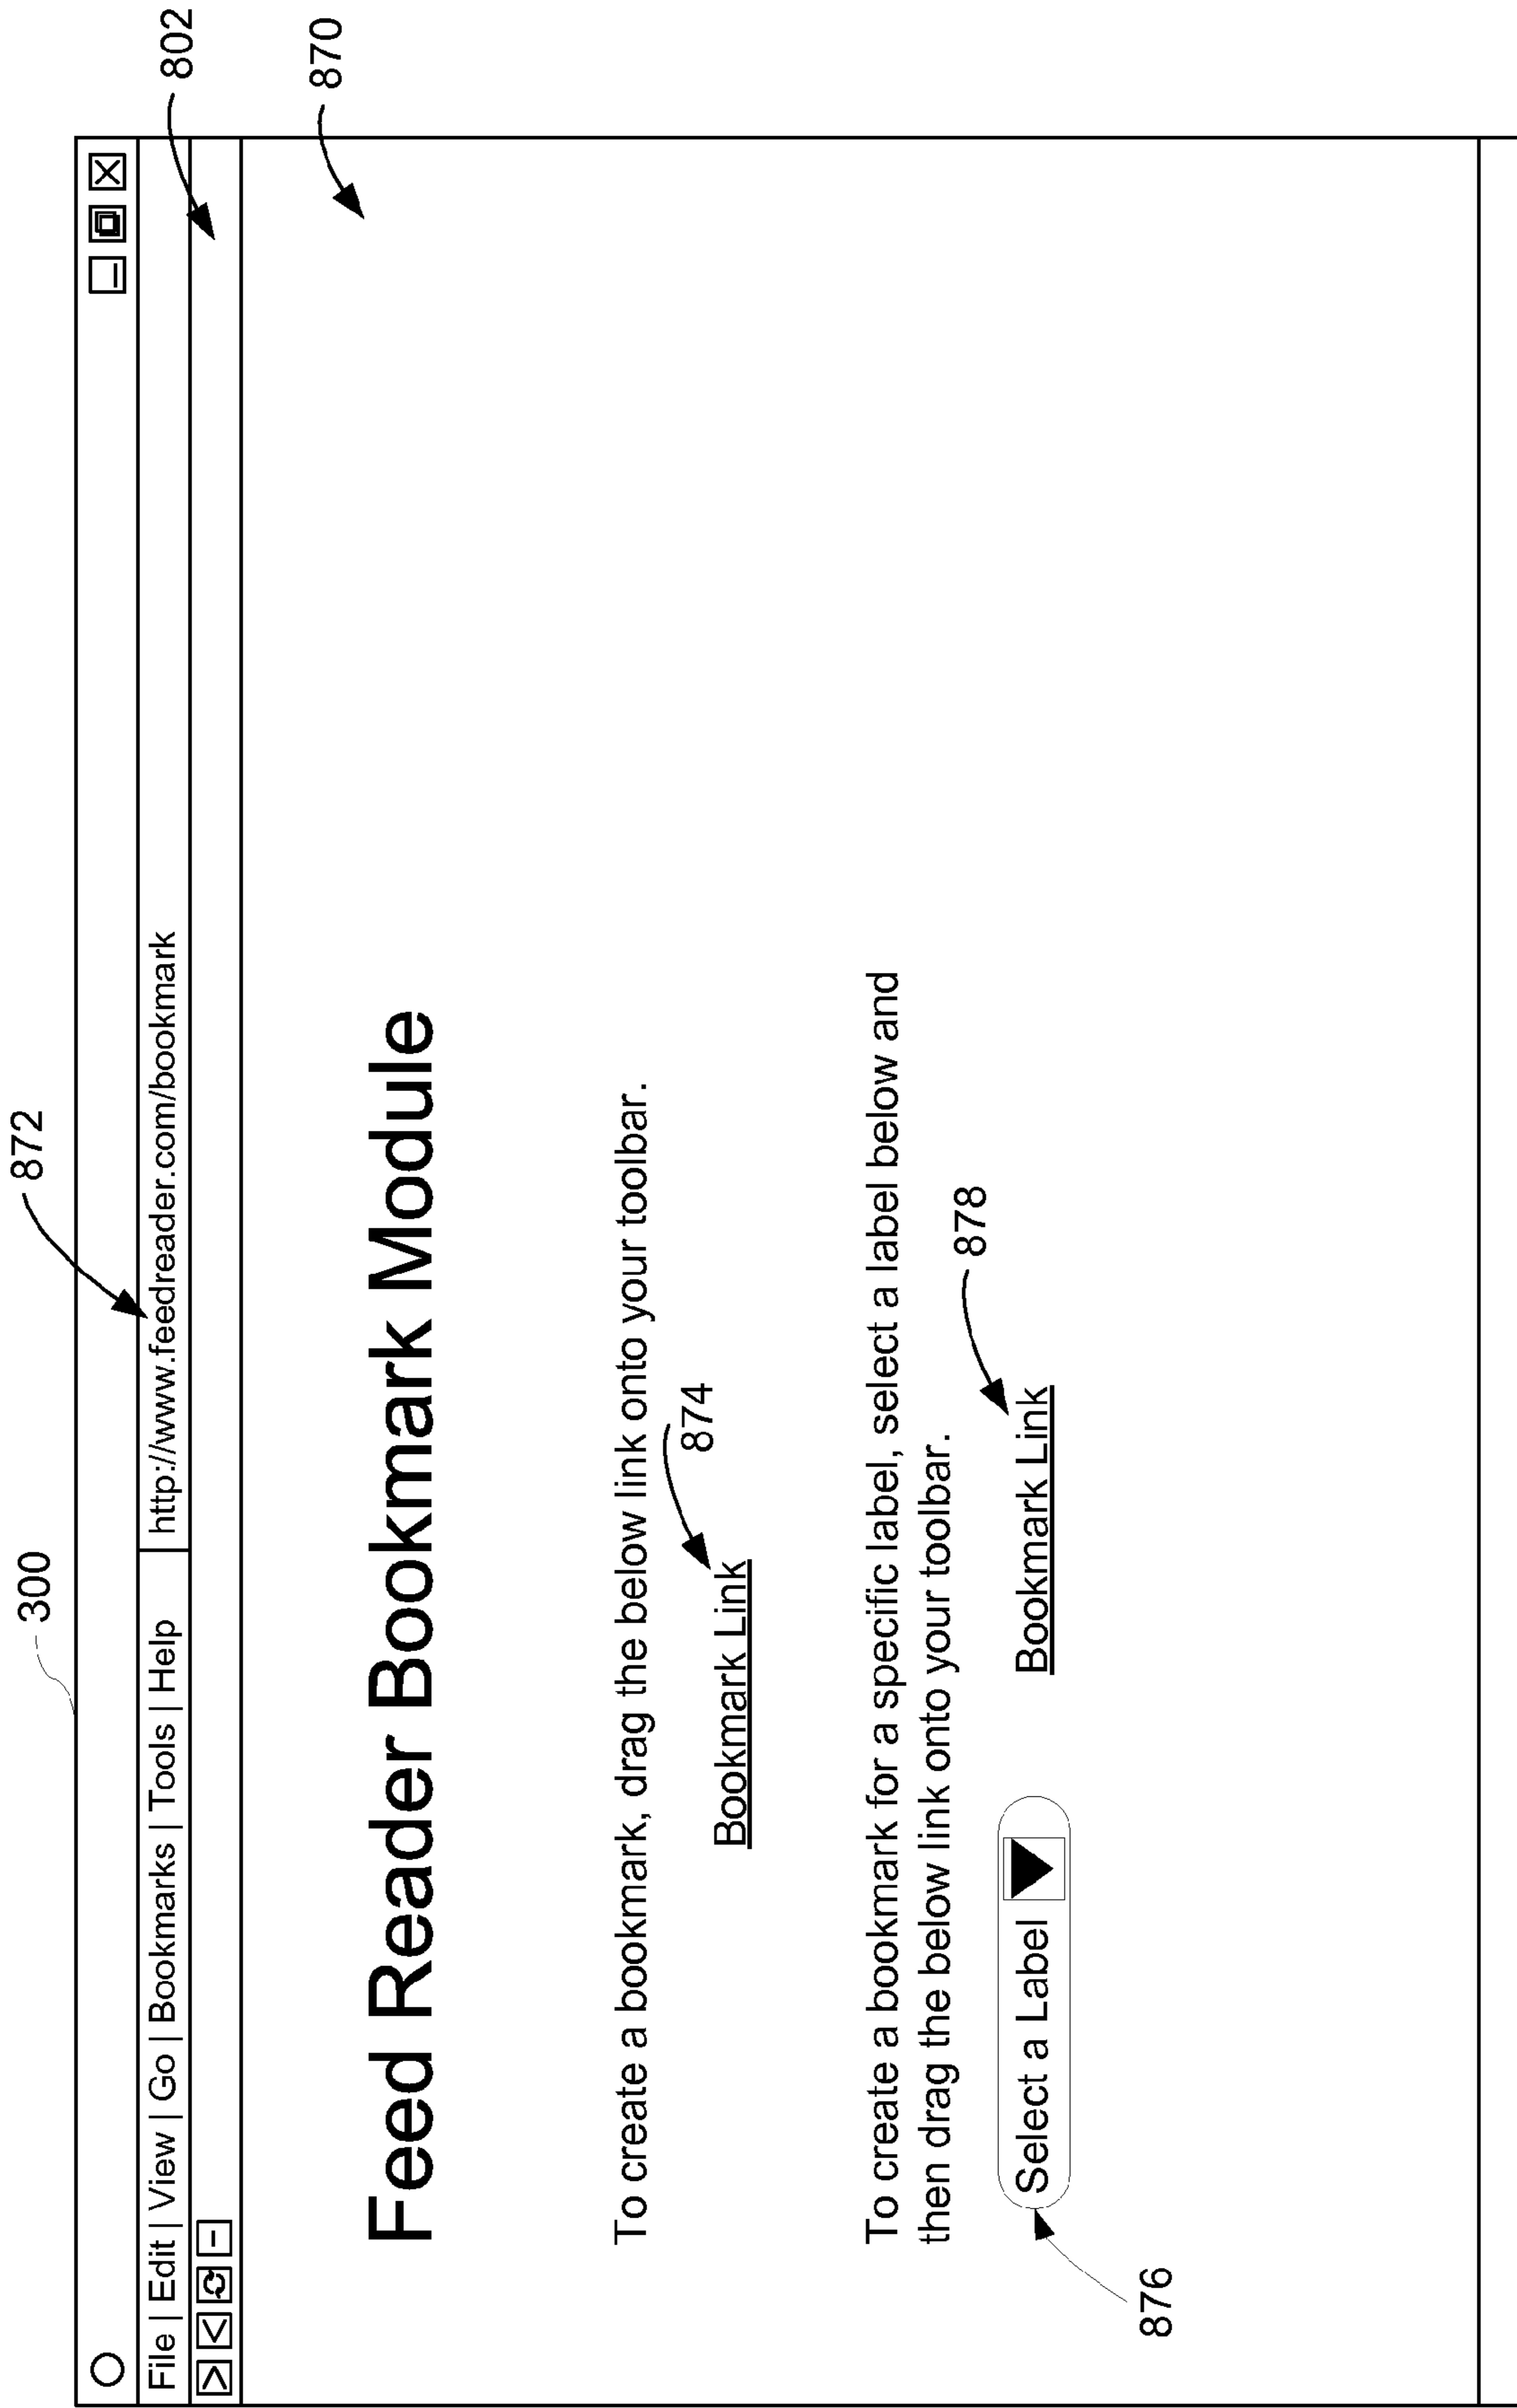 300
872
802
File | Edit | View | Go | Bookmarks | Tools | Help
http://www.feedreader.com/bookmark
870
Feed Reader Bookmark Module
To create a bookmark, drag the below link onto your toolbar.
874
Bookmark Link
To create a bookmark for a specific label, select a label below and
then drag the below link onto your toolbar.
878
Select a Label
Bookmark Link
876